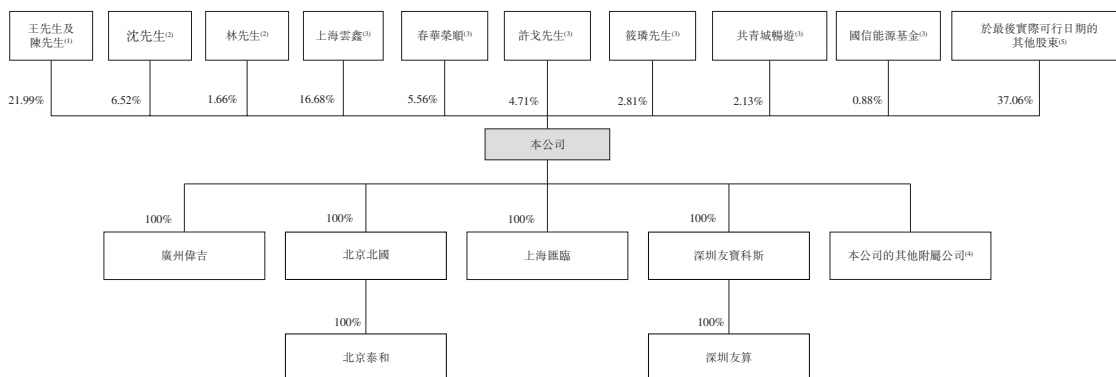 王先生及
陳先生(1)
沈先生(2)
林先生(2)
上海雲鑫(3)
春華榮順(3)
許戈先生(3)
筱璘先生(3)
共青城暢遊(3)
國信能源基金(3)
於最後實際可行日期的
其他股東(5)
21.99%
6.52%
1.66%
16.68%
5.56%
4.71%
2.81%
2.13%
0.88%
37.06%
本公司
100%
100%
100%
100%
廣州偉吉
北京北國
上海匯臨
深圳友寶科斯
本公司的其他附屬公司(4)
100%
100%
北京泰和
深圳友算